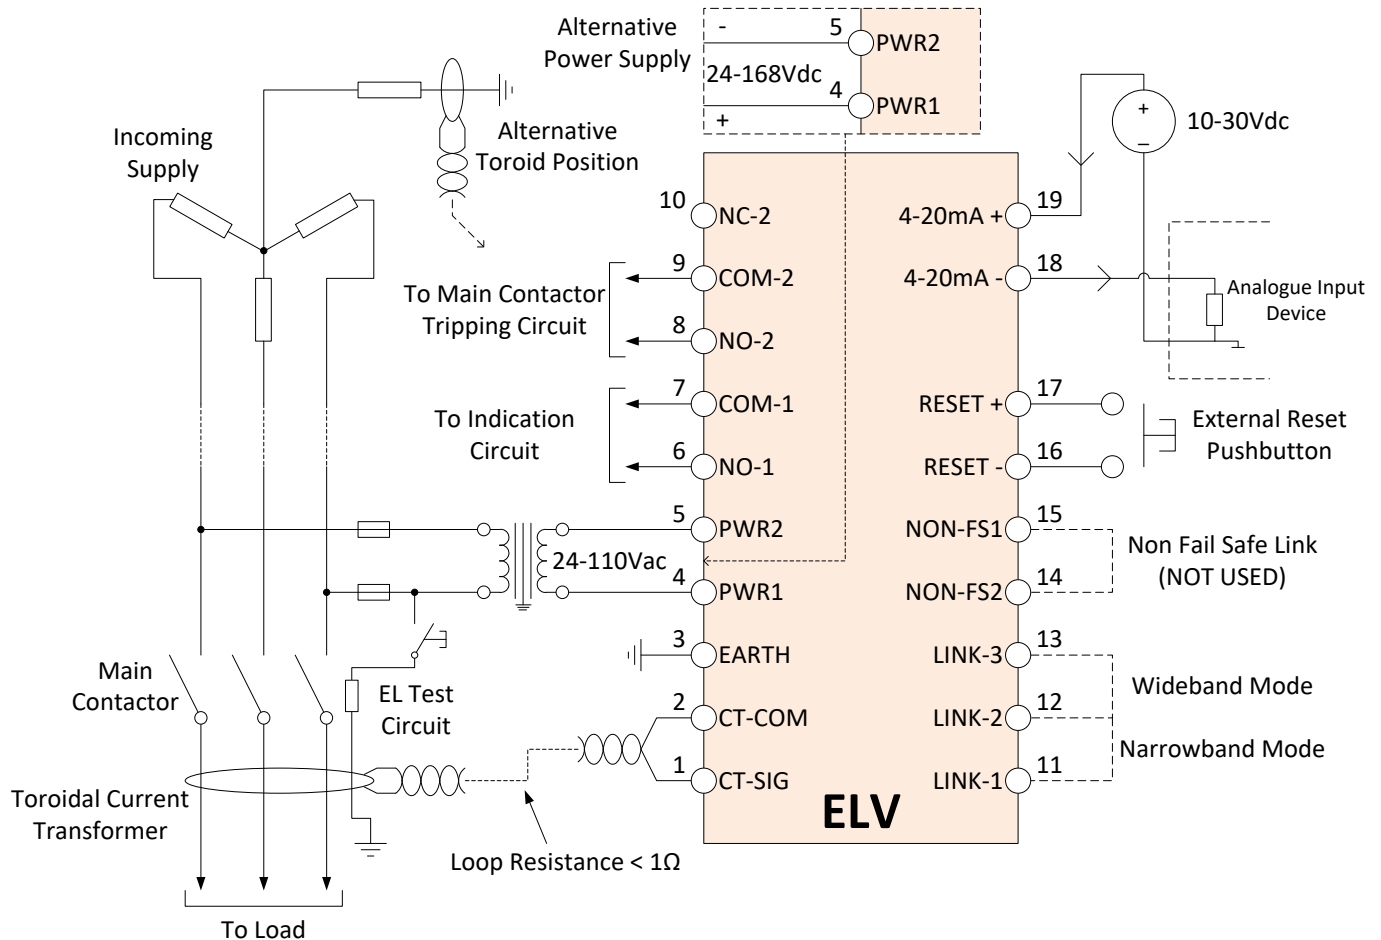 Alternative
Power Supply
-
5
PWR2
24-168Vdc
4
PWR1
+
Incoming
Supply
Alternative
Toroid Position
+
10-30Vdc
–
10
NC-2
4-20mA +
19
9
COM-2
4-20mA -
18
To Main Contactor
Tripping Circuit
Analogue Input
Device
8
NO-2
7
COM-1
RESET +
17
To Indication
Circuit
External Reset
Pushbutton
6
NO-1
RESET -
16
5
PWR2
NON-FS1
15
24-110Vac
Non Fail Safe Link
(NOT USED)
4
PWR1
NON-FS2
14
3
EARTH
LINK-3
13
Main
Contactor
EL Test
Circuit
Wideband Mode
2
CT-COM
LINK-2
12
Narrowband Mode
1
CT-SIG
LINK-1
11
Toroidal Current
Transformer
ELV
Loop Resistance < 1Ω
To Load